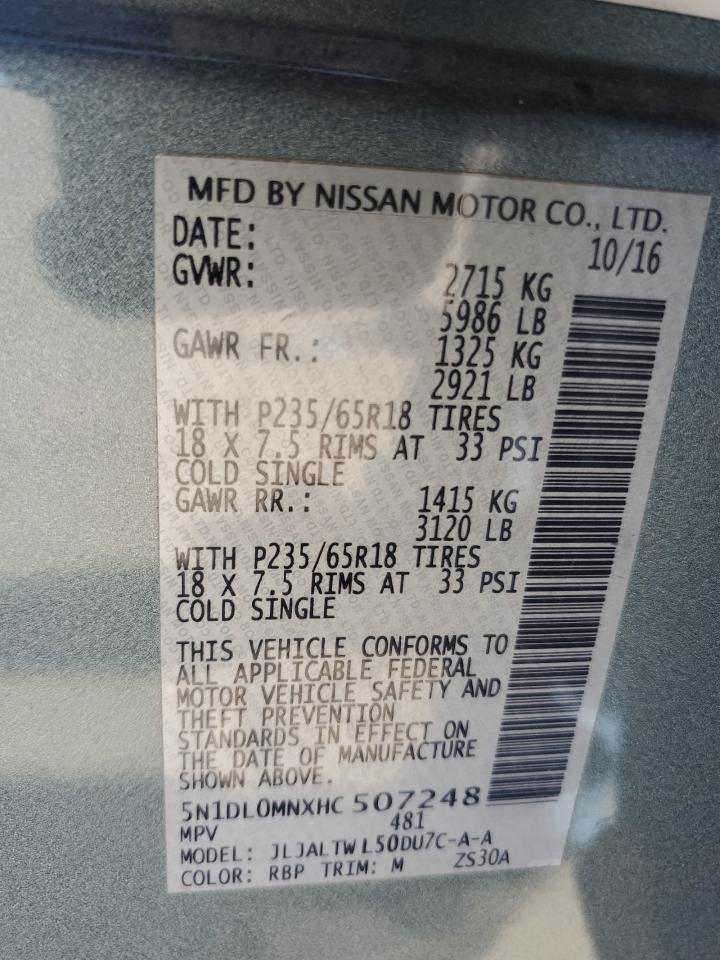 MFD BY NISSAN MOTOR CO., LTD.
DATE: 10/16
GVWR: 2715 KG
5986 LB
GAWR FR.: 1325 KG
2921 LB
WITH P235/65R18 TIRES
18 X 7.5 RIMS AT 33 PSI
COLD SINGLE
GAWR RR.: 1415 KG
3120 LB
WITH P235/65R18 TIRES
18 X 7.5 RIMS AT 33 PSI
COLD SINGLE
THIS VEHICLE CONFORMS TO
ALL APPLICABLE FEDERAL
MOTOR VEHICLE SAFETY AND
THEFT PREVENTION
STANDARDS IN EFFECT ON
THE DATE OF MANUFACTURE
SHOWN ABOVE.
5N1DL0MNXHC 507248
MPV 481
MODEL: JLJALTWL50DU7C-A-A
COLOR: RBP TRIM: M ZS30A